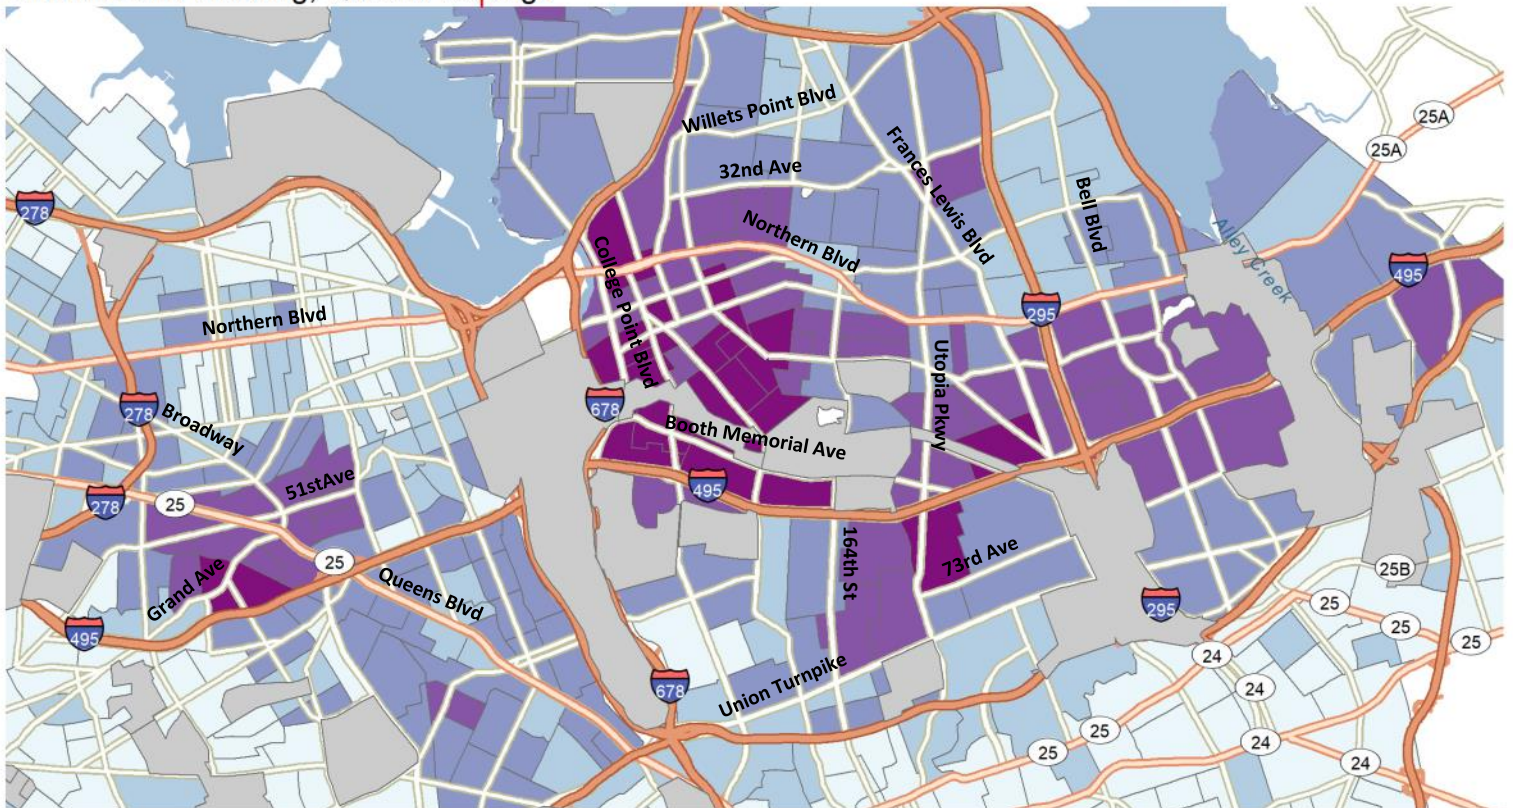 Willets Point Blvd
25A
25A
32nd Ave
Frances Lewis Blvd
Bell Blvd
278
Northern Blvd
Alley Creek
College Point Blvd
495
295
Northern Blvd
Utopia Pkwy
278
678
Broadway
Booth Memorial Ave
51stAve
495
278
25
164th St
73rd Ave
25
Grand Ave
Queens Blvd
25B
295
25
25
25
495
24
Union Turnpike
678
24
25
25
24
24